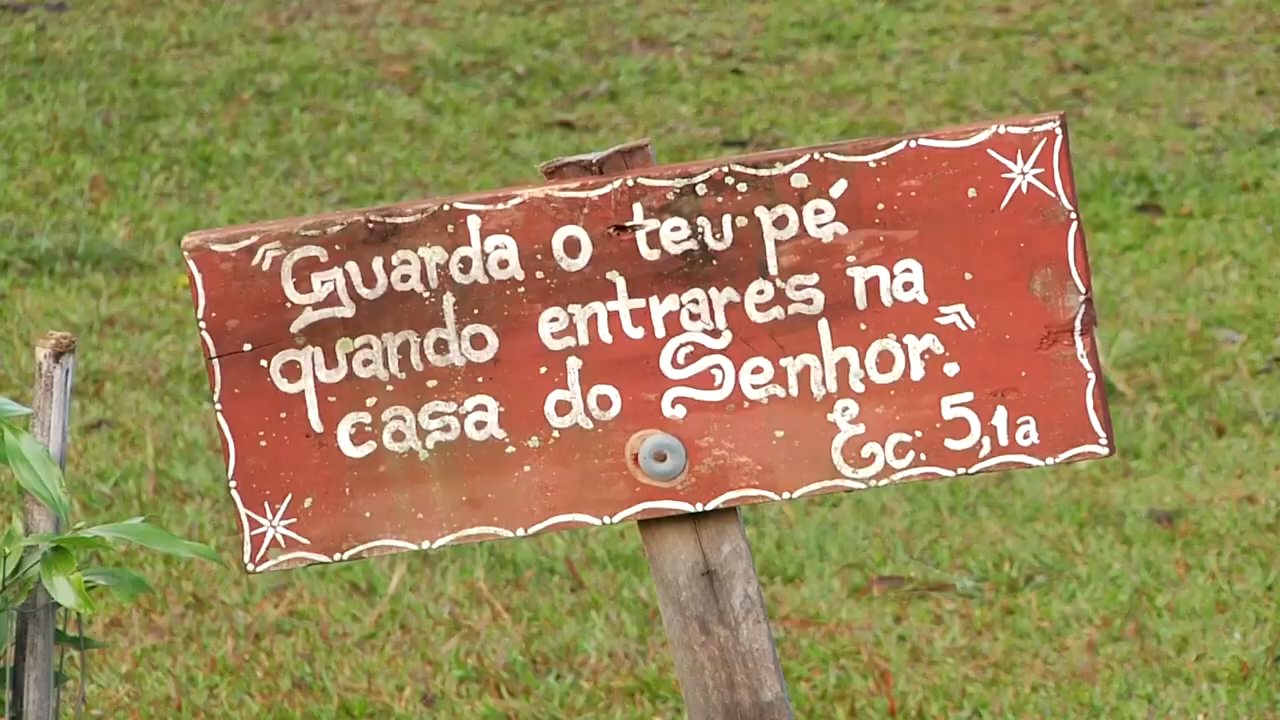 "Guarda o teu pé
quando entrares na
casa do Senhor."
Ec. 5,1a